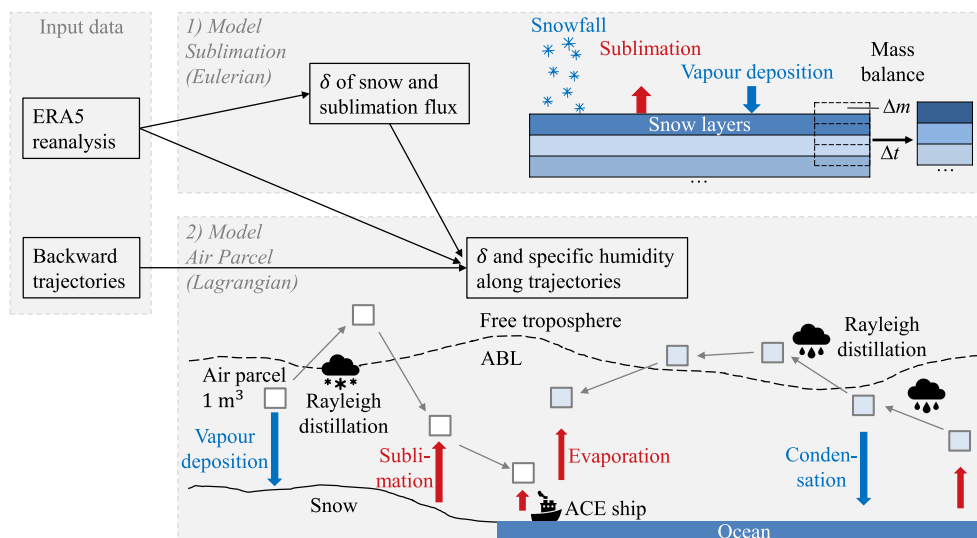 Input data
ERA5
reanalysis
Backward
trajectories
1) Model
Sublimation
(Eulerian)
δ of snow and
sublimation flux
Snowfall
Sublimation
Vapour deposition
Mass
balance
Snow layers
Δm
Δt
...
...
2) Model
Air Parcel
(Lagrangian)
δ and specific humidity
along trajectories
Free troposphere
ABL
Rayleigh
distillation
Air parcel
1 m³
Rayleigh
distillation
Vapour
deposition
Subli-
mation
Evaporation
Conden-
sation
Snow
ACE ship
Ocean